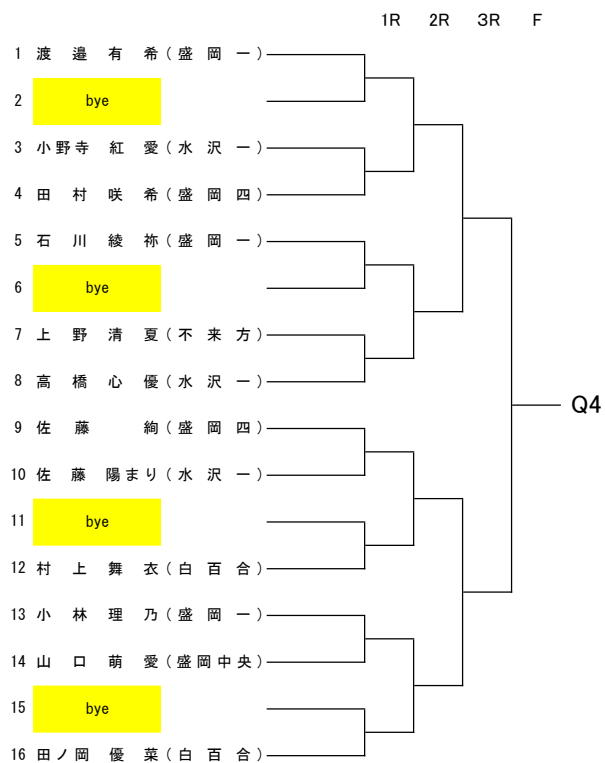 1R 2R 3R F
1 渡邉有希(盛岡一)
2 bye
3 小野寺紅愛(水沢一)
4 田村咲希(盛岡四)
5 石川綾祢(盛岡一)
6 bye
7 上野清夏(不来方)
8 高橋心優(水沢一)
Q4
9 佐藤絢(盛岡四)
10 佐藤陽まり(水沢一)
11 bye
12 村上舞衣(白百合)
13 小林理乃(盛岡一)
14 山口萌愛(盛岡中央)
15 bye
16 田ノ岡優菜(白百合)